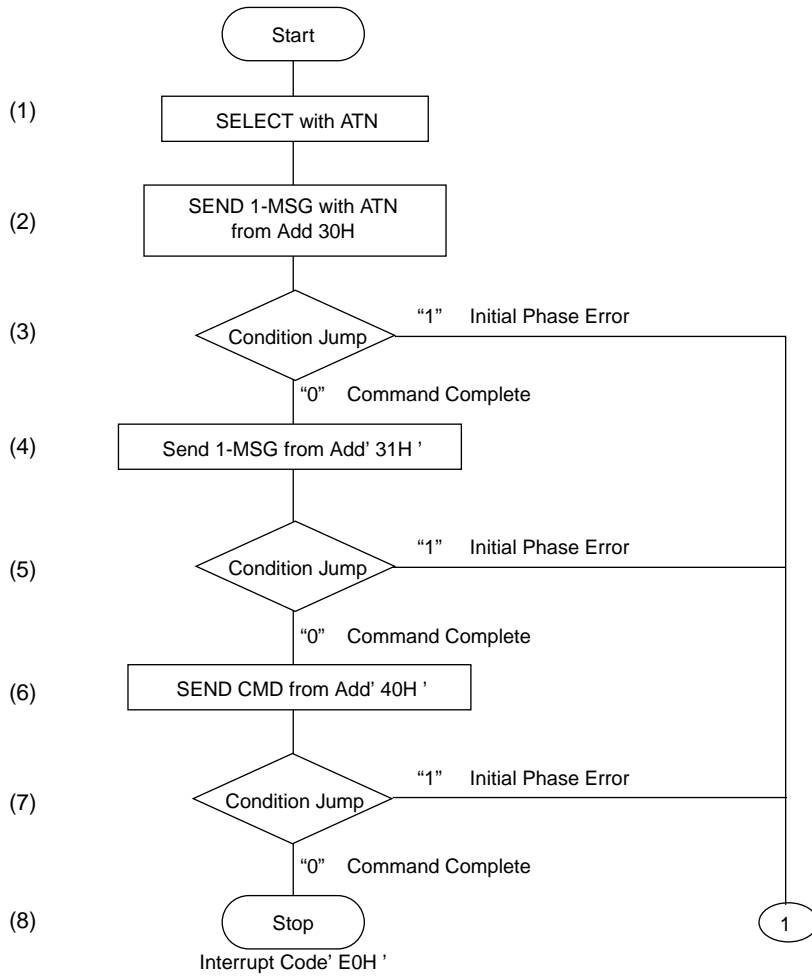 Start
(1)
SELECT with ATN
(2)
SEND 1-MSG with ATN
from Add 30H
(3)
Condition Jump
“1” Initial Phase Error
“0” Command Complete
(4)
Send 1-MSG from Add’ 31H ’
(5)
Condition Jump
“1” Initial Phase Error
“0” Command Complete
(6)
SEND CMD from Add’ 40H ’
(7)
Condition Jump
“1” Initial Phase Error
“0” Command Complete
(8)
Stop
1
Interrupt Code’ E0H ’